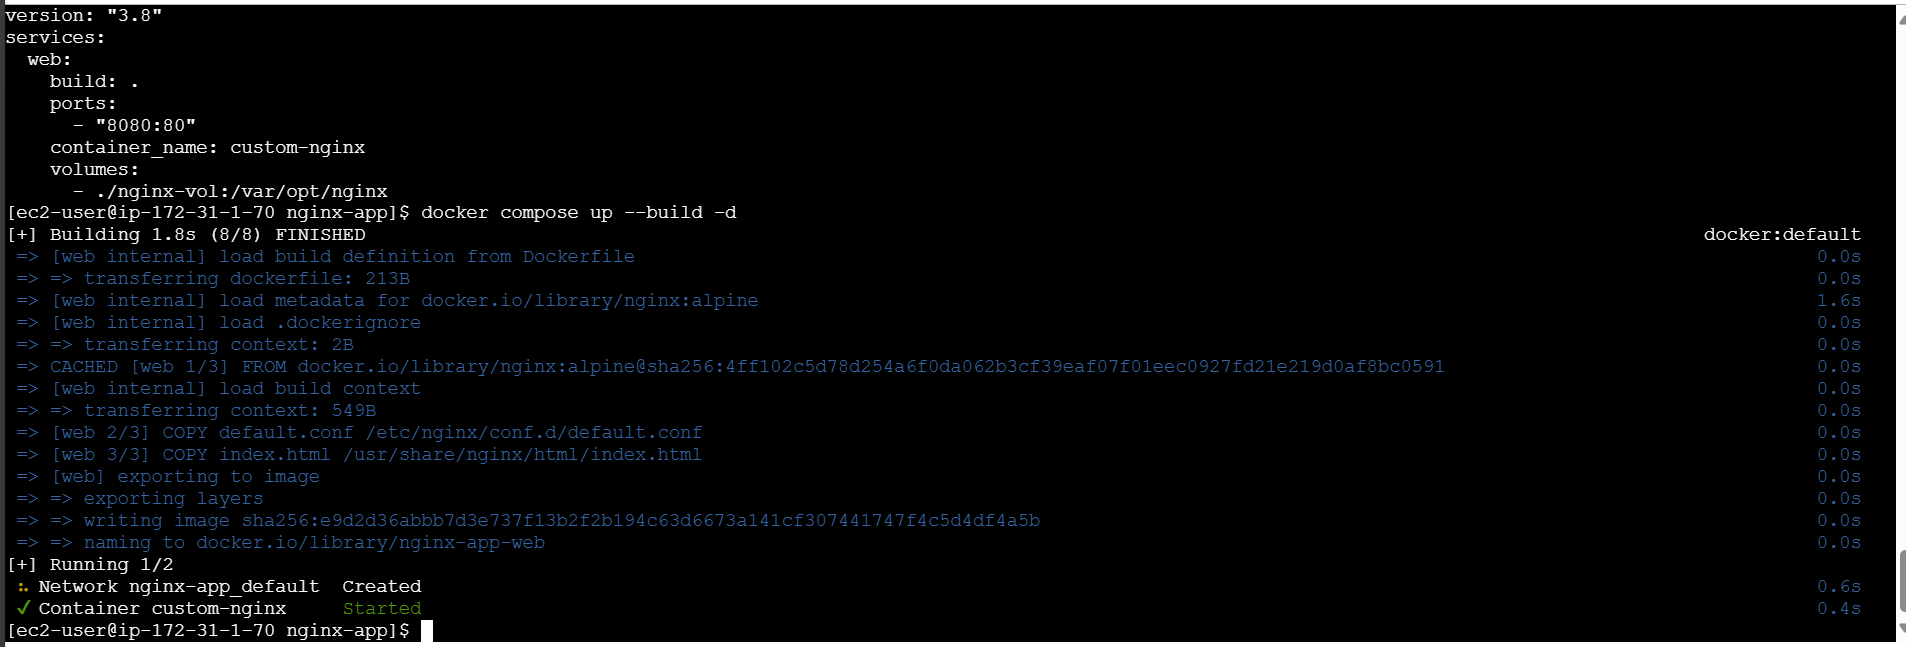 version: "3.8"
services:
  web:
    build: .
    ports:
      - "8080:80"
    container_name: custom-nginx
    volumes:
      - ./nginx-vol:/var/opt/nginx
[ec2-user@ip-172-31-1-70 nginx-app]$ docker compose up --build -d
[+] Building 1.8s (8/8) FINISHED docker:default
 => [web internal] load build definition from Dockerfile 0.0s
 => => transferring dockerfile: 213B 0.0s
 => [web internal] load metadata for docker.io/library/nginx:alpine 1.6s
 => [web internal] load .dockerignore 0.0s
 => => transferring context: 2B 0.0s
 => CACHED [web 1/3] FROM docker.io/library/nginx:alpine@sha256:4ff102c5d78d254a6f0da062b3cf39eaf07f01eec0927fd21e219d0af8bc0591 0.0s
 => [web internal] load build context 0.0s
 => => transferring context: 549B 0.0s
 => [web 2/3] COPY default.conf /etc/nginx/conf.d/default.conf 0.0s
 => [web 3/3] COPY index.html /usr/share/nginx/html/index.html 0.0s
 => [web] exporting to image 0.0s
 => => exporting layers 0.0s
 => => writing image sha256:e9d2d36abbb7d3e737f13b2f2b194c63d6673a141cf307441747f4c5d4df4a5b 0.0s
 => => naming to docker.io/library/nginx-app-web 0.0s
[+] Running 1/2
 ⠦ Network nginx-app_default  Created 0.6s
 ✓ Container custom-nginx     Started 0.4s
[ec2-user@ip-172-31-1-70 nginx-app]$